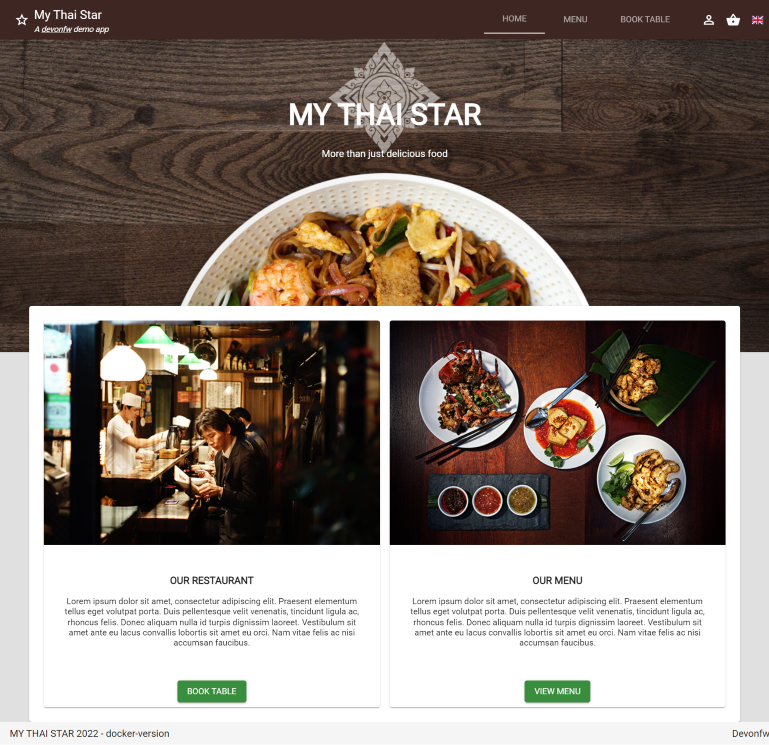 My Thai Star
A devonfw demo app
HOME
MENU
BOOK TABLE
MY THAI STAR
More than just delicious food
OUR RESTAURANT
Lorem ipsum dolor sit amet, consectetur adipiscing elit. Praesent elementum
tellus eget volutpat porta. Duis pellentesque velit venenatis, tincidunt ligula ac,
rhoncus felis. Donec aliquam nulla id turpis dignissim laoreet. Vestibulum sit
amet ante eu lacus convallis lobortis sit amet eu orci. Nam vitae felis ac nisi
accumsan faucibus.
BOOK TABLE
OUR MENU
Lorem ipsum dolor sit amet, consectetur adipiscing elit. Praesent elementum
tellus eget volutpat porta. Duis pellentesque velit venenatis, tincidunt ligula ac,
rhoncus felis. Donec aliquam nulla id turpis dignissim laoreet. Vestibulum sit
amet ante eu lacus convallis lobortis sit amet eu orci. Nam vitae felis ac nisi
accumsan faucibus.
VIEW MENU
MY THAI STAR 2022 - docker-version
Devonfw